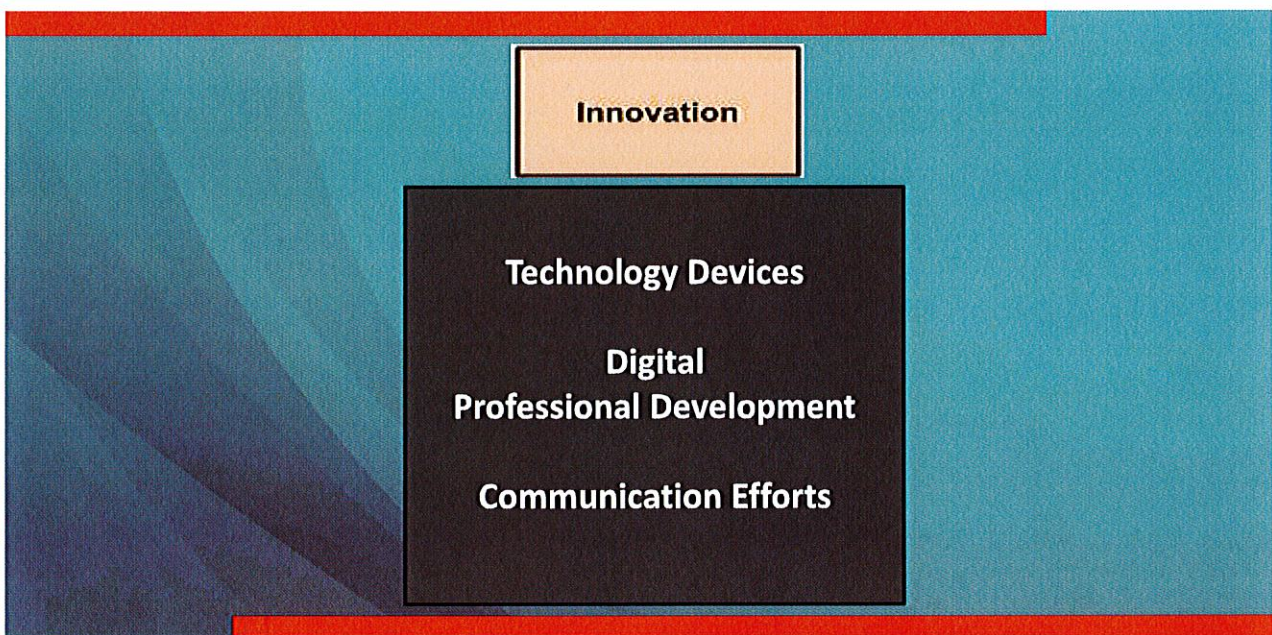 Innovation
Technology Devices
Digital
Professional Development
Communication Efforts